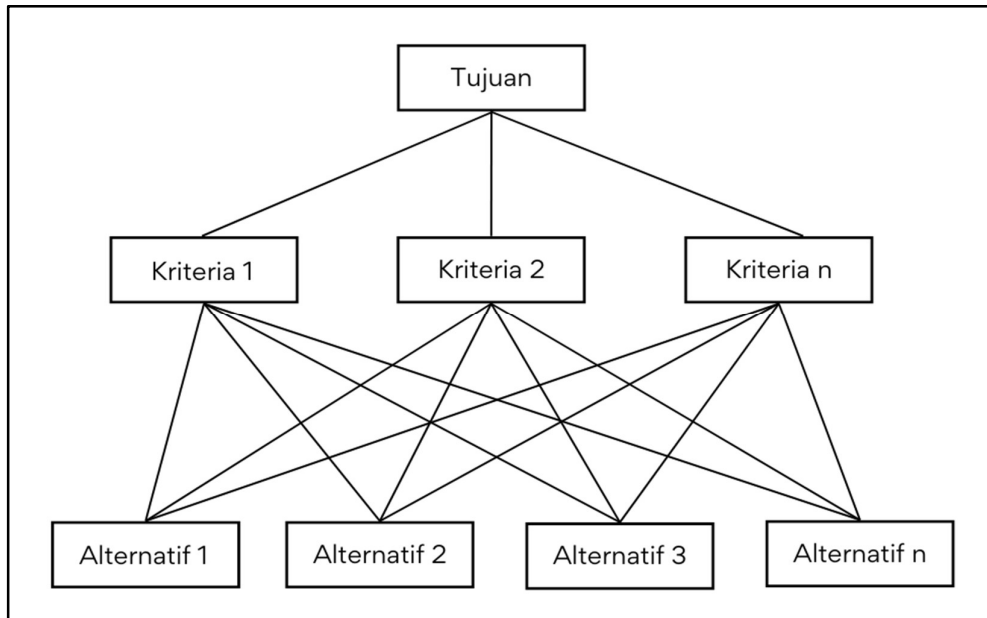 Tujuan
Kriteria 1
Kriteria 2
Kriteria n
Alternatif 1
Alternatif 2
Alternatif 3
Alternatif n